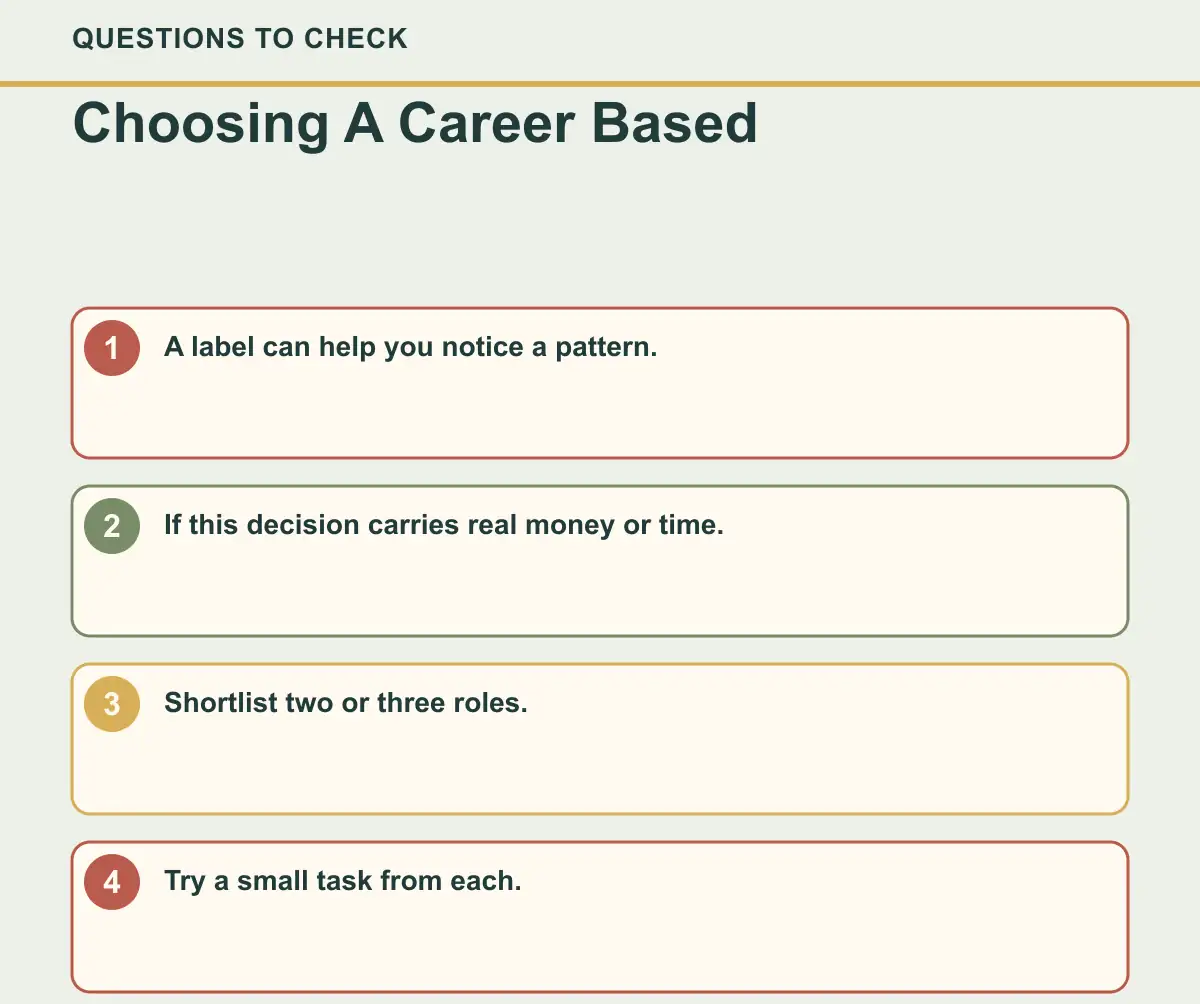 QUESTIONS TO CHECK
Choosing A Career Based
1 A label can help you notice a pattern.
2 If this decision carries real money or time.
3 Shortlist two or three roles.
4 Try a small task from each.